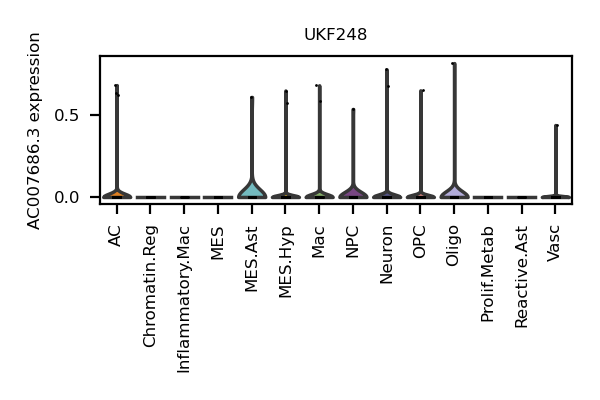 UKF248
AC007686.3 expression
0.5
0.0
AC
Chromatin.Reg
Inflammatory.Mac
MES
MES.Ast
MES.Hyp
Mac
NPC
Neuron
OPC
Oligo
Prolif.Metab
Reactive.Ast
Vasc